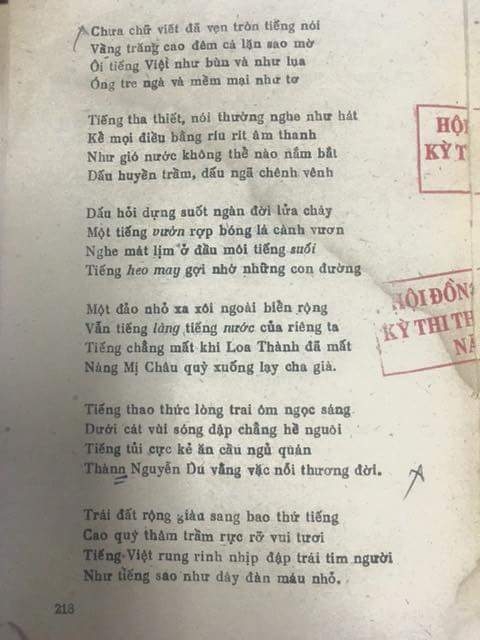 Chưa chữ viết đã vẹn tròn tiếng nói
Vầng trăng cao đêm cá lặn sao mờ
Ôi tiếng Việt như bùn và như lụa
Óng tre ngà và mềm mại như tơ
Tiếng tha thiết, nói thường nghe như hát
Kể mọi điều bằng ríu rít âm thanh
Như gió nước không thể nào nắm bắt
Dấu huyền trầm, dấu ngã chênh vênh
Dấu hỏi dựng suốt ngàn đời lửa cháy
Một tiếng vườn rợp bóng lá cành vươn
Nghe mát lịm ở đầu môi tiếng suối
Tiếng heo may gợi nhớ những con đường
Một đảo nhỏ xa xôi ngoài biển rộng
Vẫn tiếng làng tiếng nước của riêng ta
Tiếng chẳng mất khi Loa Thành đã mất
Nàng Mị Châu quỳ xuống lạy cha già.
Tiếng thao thức lòng trai ôm ngọc sáng
Dưới cát vùi sóng dập chẳng hề nguôi
Tiếng tủi cực kẻ ăn cầu ngủ quán
Thành Nguyễn Du vằng vặc nỗi thương đời.
Trái đất rộng giàu sang bao thứ tiếng
Cao quý thâm trầm rực rỡ vui tươi
Tiếng Việt rung rinh nhịp đập trái tim người
Như tiếng sáo như dây đàn máu nhỏ.
218
HỘI
KỲ T
HỘI ĐỒN
KỲ THI TH
NĂ